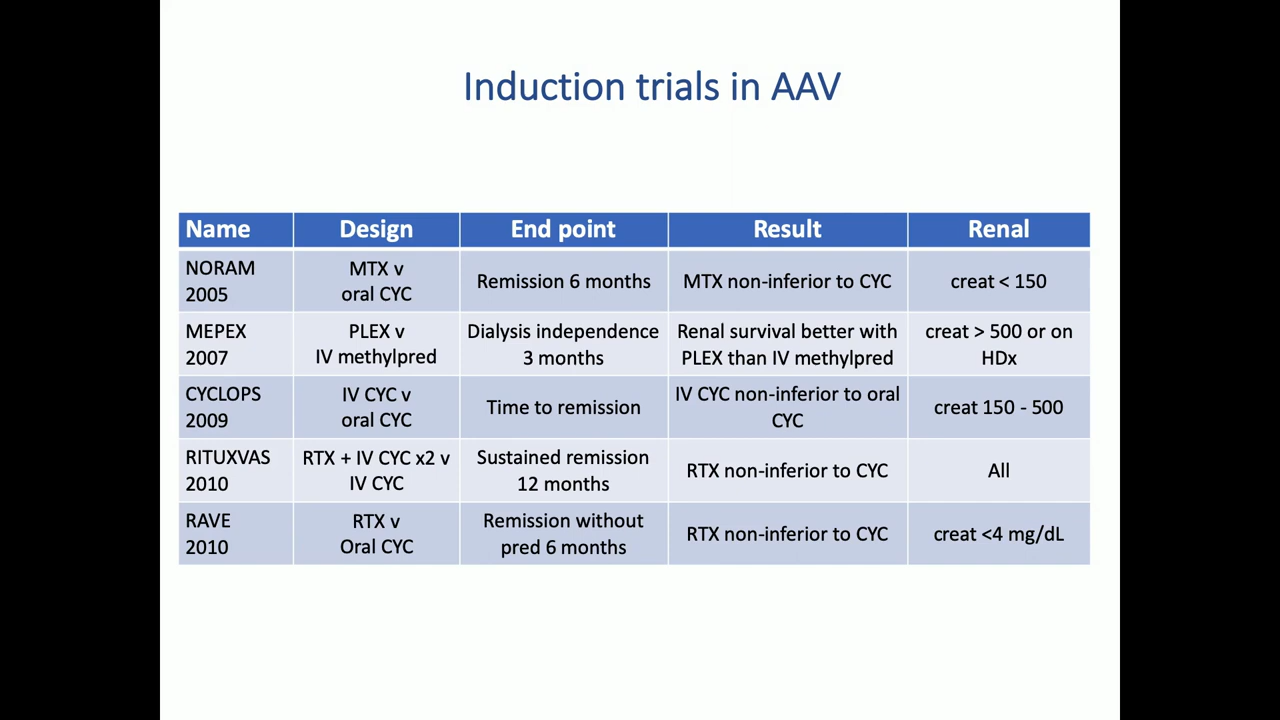 Induction trials in AAV
Name Design End point Result Renal
NORAM
2005
MTX v
oral CYC
Remission 6 months
MTX non-inferior to CYC
creat < 150
MEPEX
2007
PLEX v
IV methylpred
Dialysis independence
3 months
Renal survival better with
PLEX than IV methylpred
creat > 500 or on
HDx
CYCLOPS
2009
IV CYC v
oral CYC
Time to remission
IV CYC non-inferior to oral
CYC
creat 150 - 500
RITUXVAS
2010
RTX + IV CYC x2 v
IV CYC
Sustained remission
12 months
RTX non-inferior to CYC
All
RAVE
2010
RTX v
Oral CYC
Remission without
pred 6 months
RTX non-inferior to CYC
creat <4 mg/dL